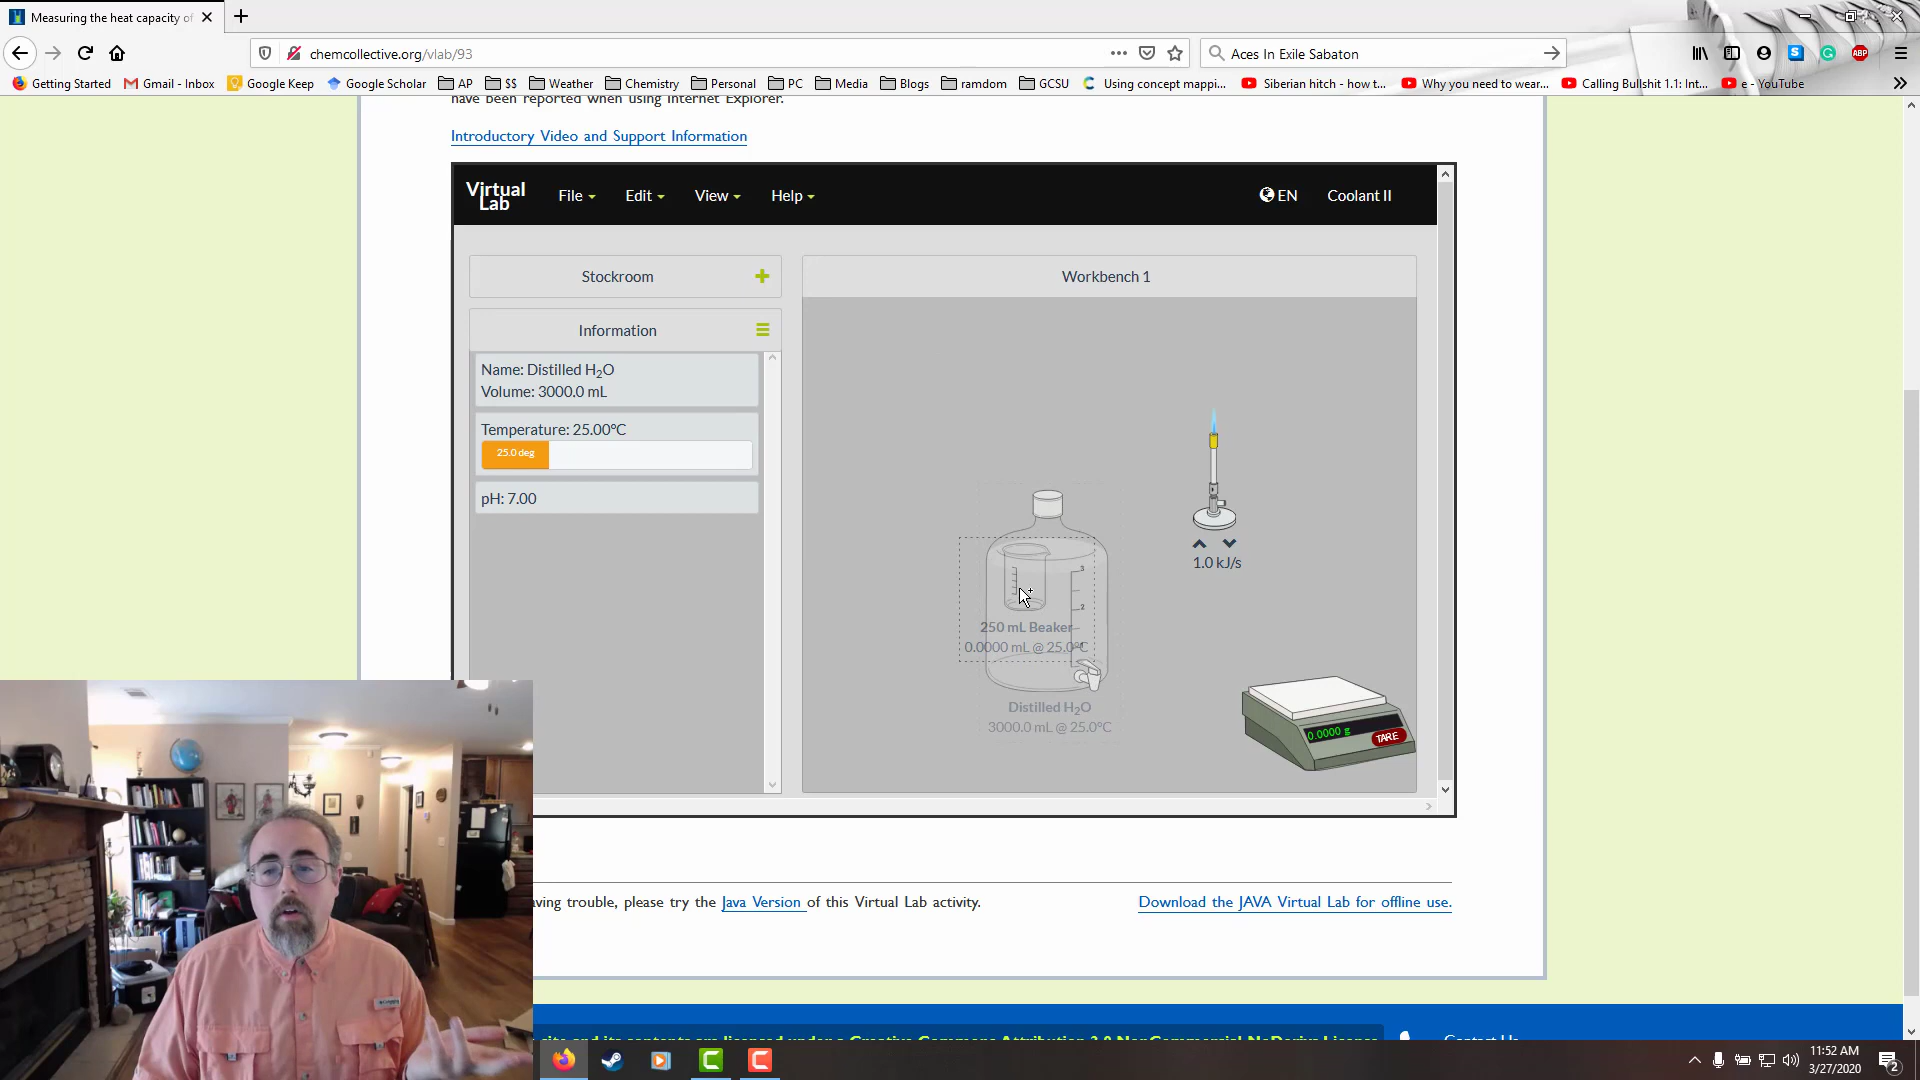 Measuring the heat capacity of
chemcollective.org/vlab/93
Aces In Exile Sabaton
Getting Started
Gmail - Inbox
Google Keep
Google Scholar
AP
$$
Weather
Chemistry
Personal
PC
Media
Blogs
ramdom
GCSU
Using concept mappi...
Siberian hitch - how t...
Why you need to wear...
Calling Bullshit 1.1: Int...
e - YouTube
ABP
have been reported when using Internet Explorer.
Introductory Video and Support Information
Virtual
Lab
File
Edit
View
Help
EN
Coolant II
Stockroom
Workbench 1
Information
Name: Distilled H₂O
Volume: 3000.0 mL
Temperature: 25.00°C
25.0 deg
pH: 7.00
1.0 kJ/s
3
2
250 mL Beaker
0.0000 mL @ 25.0°C
Distilled H₂O
3000.0 mL @ 25.0°C
0.0000 g
TARE
aving trouble, please try the Java Version of this Virtual Lab activity.
Download the JAVA Virtual Lab for offline use.
11:52 AM
3/27/2020
2